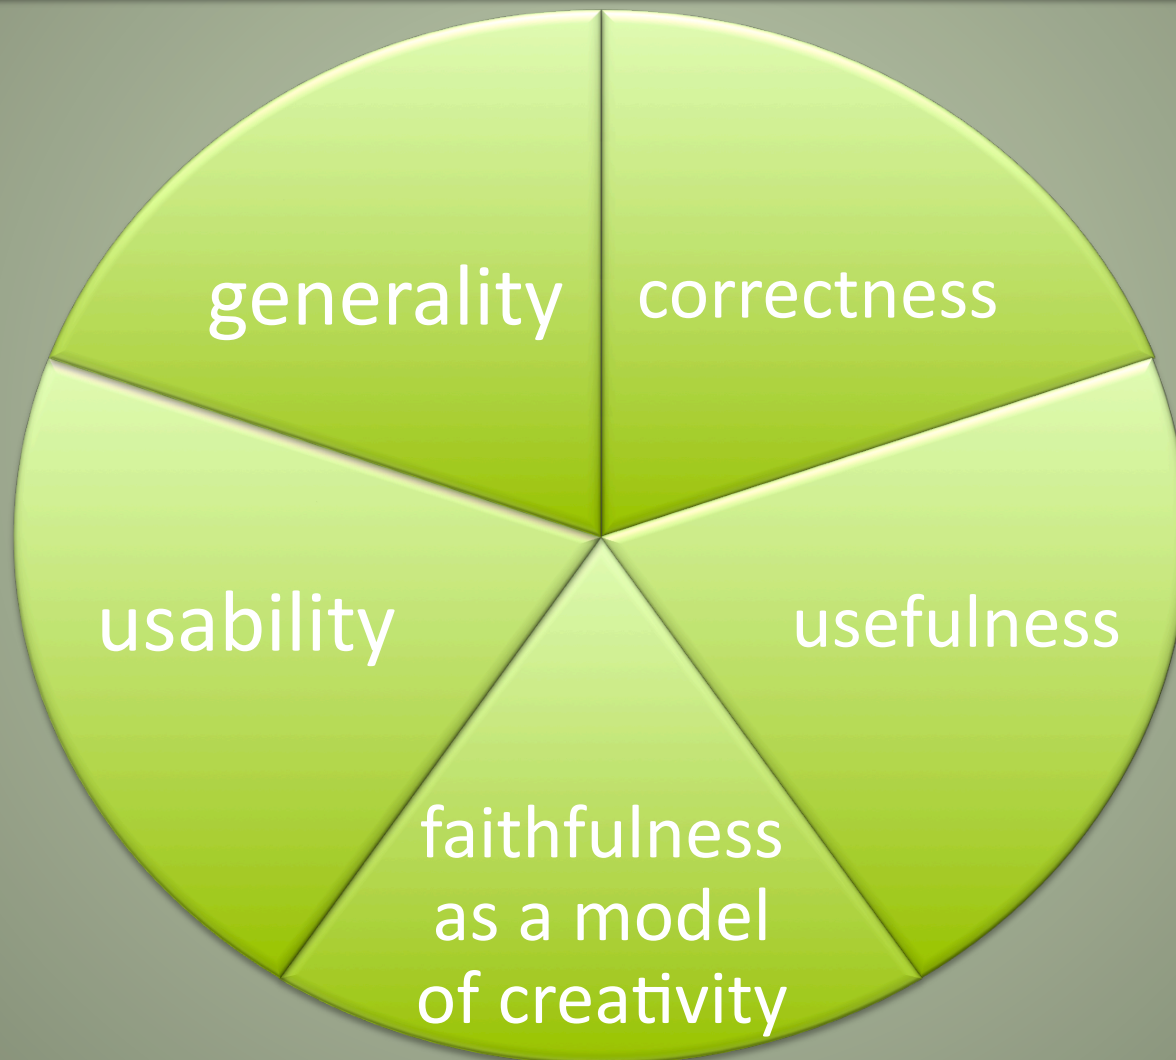 generality
correctness
usability
usefulness
faithfulness
as a model
of creativity